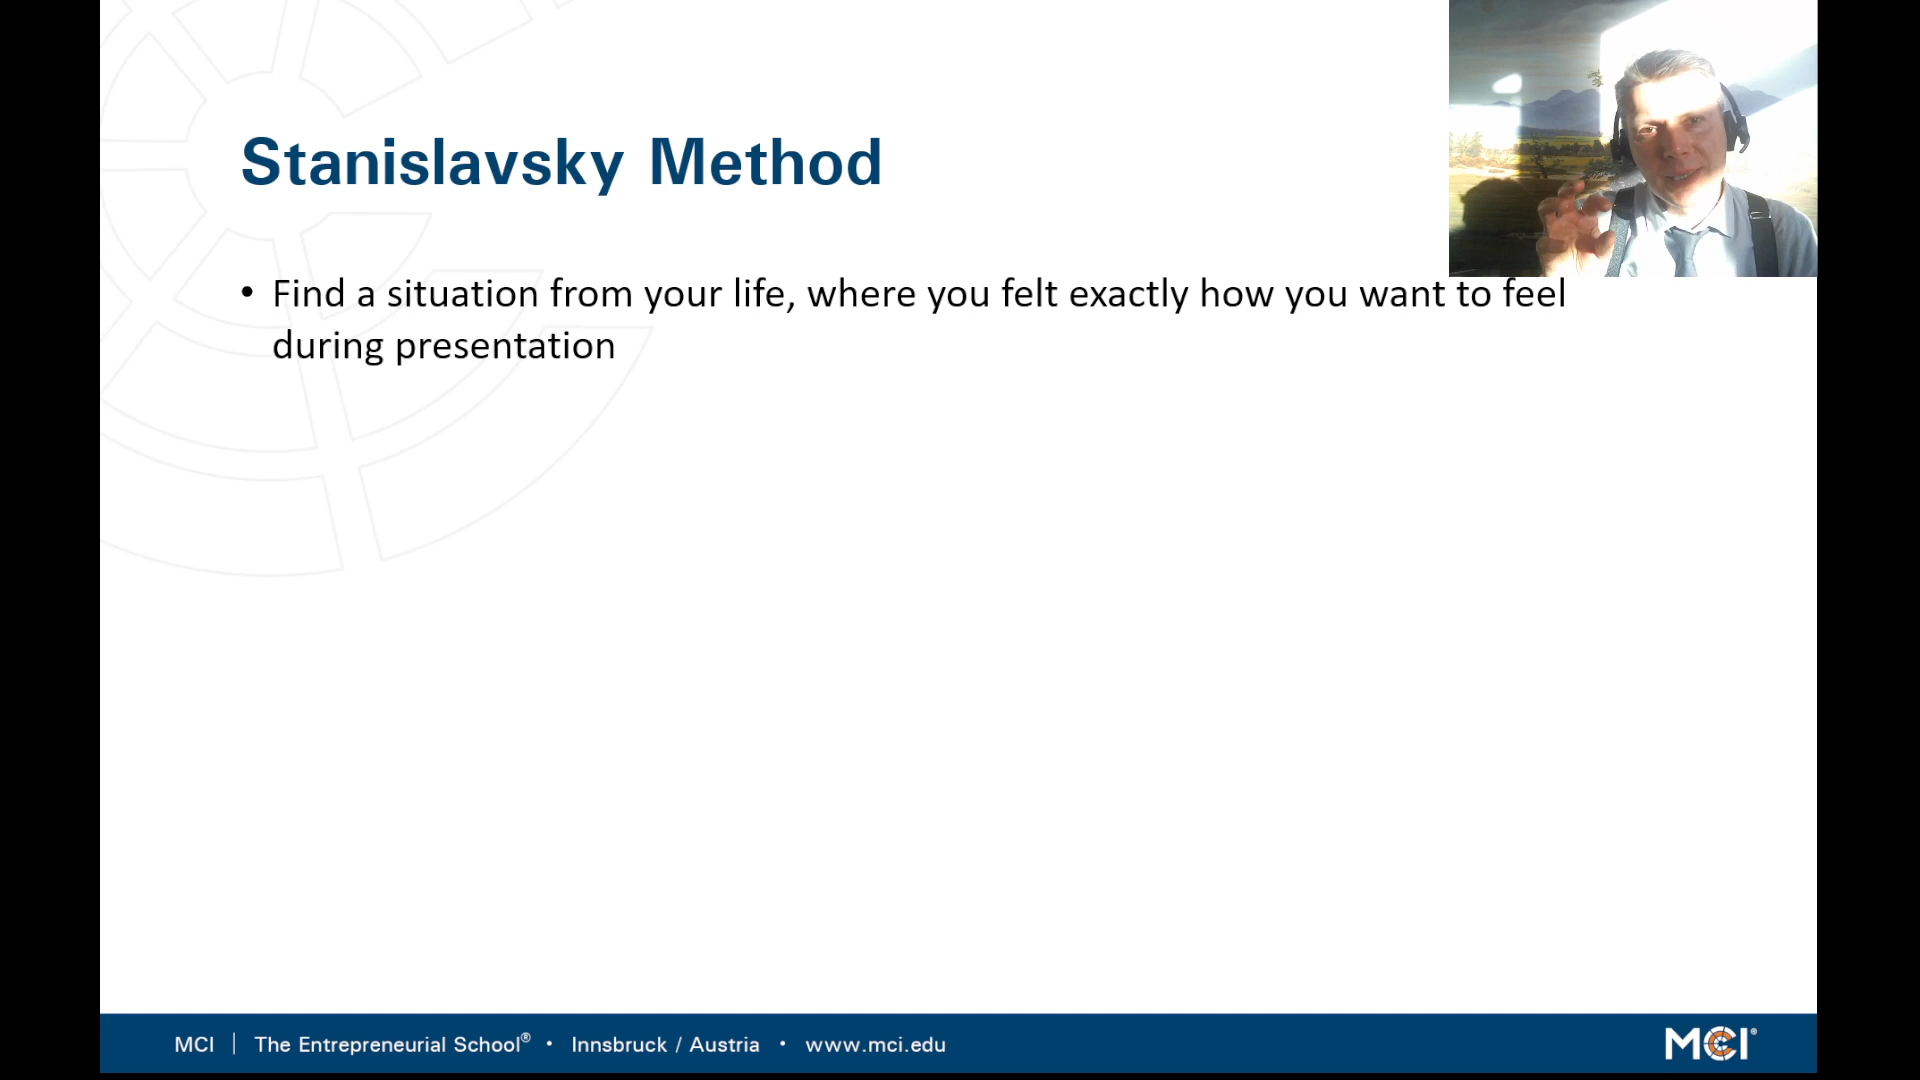 Stanislavsky Method
• Find a situation from your life, where you felt exactly how you want to feel
during presentation
MCI | The Entrepreneurial School® • Innsbruck / Austria • www.mci.edu
MCI®